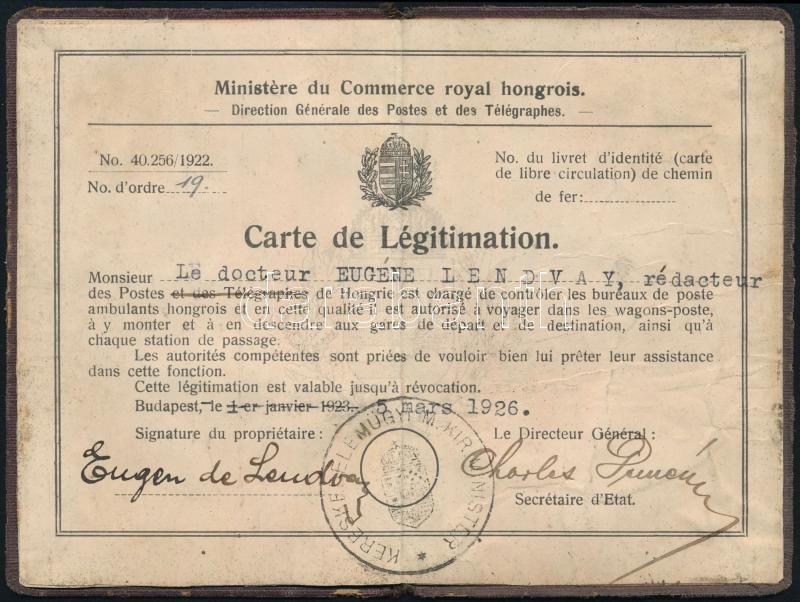 Ministère du Commerce royal hongrois.
— Direction Générale des Postes et des Télégraphes. —
No. 40.256/1922.
No. d'ordre 19.
No. du livret d'identité (carte
de libre circulation) de chemin
de fer:
Carte de Légitimation.
Monsieur Le docteur EUGÉNE LENDVAY, rédacteur
des Postes et des Télégraphes de Hongrie est chargé de contrôler les bureaux de poste
ambulants hongrois et en cette qualité il est autorisé à voyager dans les wagons-poste,
à y monter et à en descendre aux gares de départ et de destination, ainsi qu'à
chaque station de passage.
Les autorités compétentes sont priées de vouloir bien lui prêter leur assistance
dans cette fonction.
Cette légitimation est valable jusqu'à révocation.
Budapest, le 1-er janvier 1923. 5 mars 1926.
Signature du propriétaire:
Le Directeur Général:
Eugen de Lendvay
Charles
Secrétaire d'Etat.
KERESKEDELEMÜGYI M. KIR. MINISTER